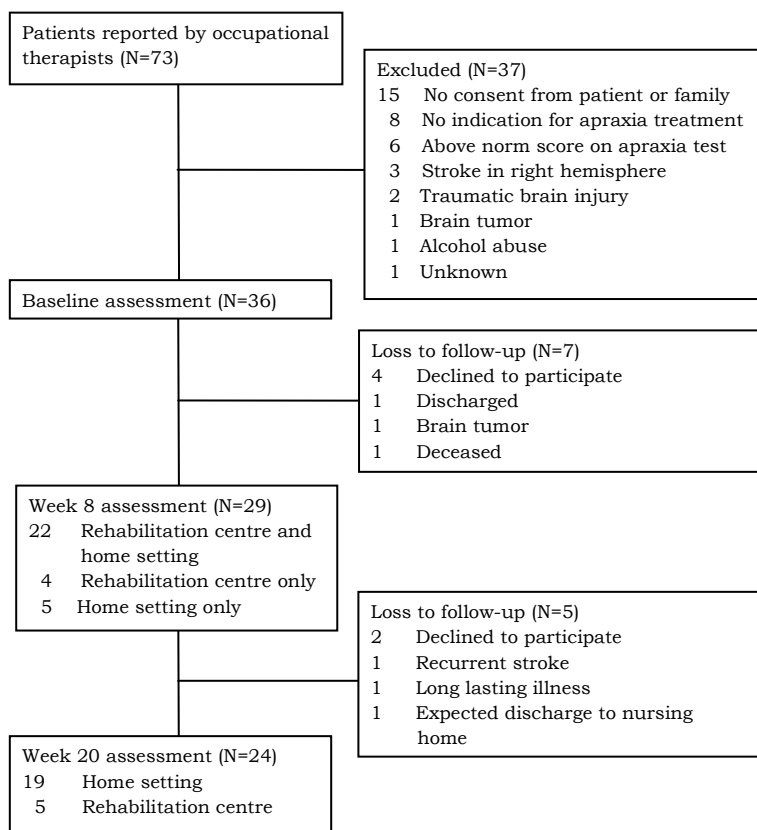 Patients reported by occupational
therapists (N=73)
Excluded (N=37)
15 No consent from patient or family
8 No indication for apraxia treatment
6 Above norm score on apraxia test
3 Stroke in right hemisphere
2 Traumatic brain injury
1 Brain tumor
1 Alcohol abuse
1 Unknown
Baseline assessment (N=36)
Loss to follow-up (N=7)
4 Declined to participate
1 Discharged
1 Brain tumor
1 Deceased
Week 8 assessment (N=29)
22 Rehabilitation centre and
home setting
4 Rehabilitation centre only
5 Home setting only
Loss to follow-up (N=5)
2 Declined to participate
1 Recurrent stroke
1 Long lasting illness
1 Expected discharge to nursing
home
Week 20 assessment (N=24)
19 Home setting
5 Rehabilitation centre